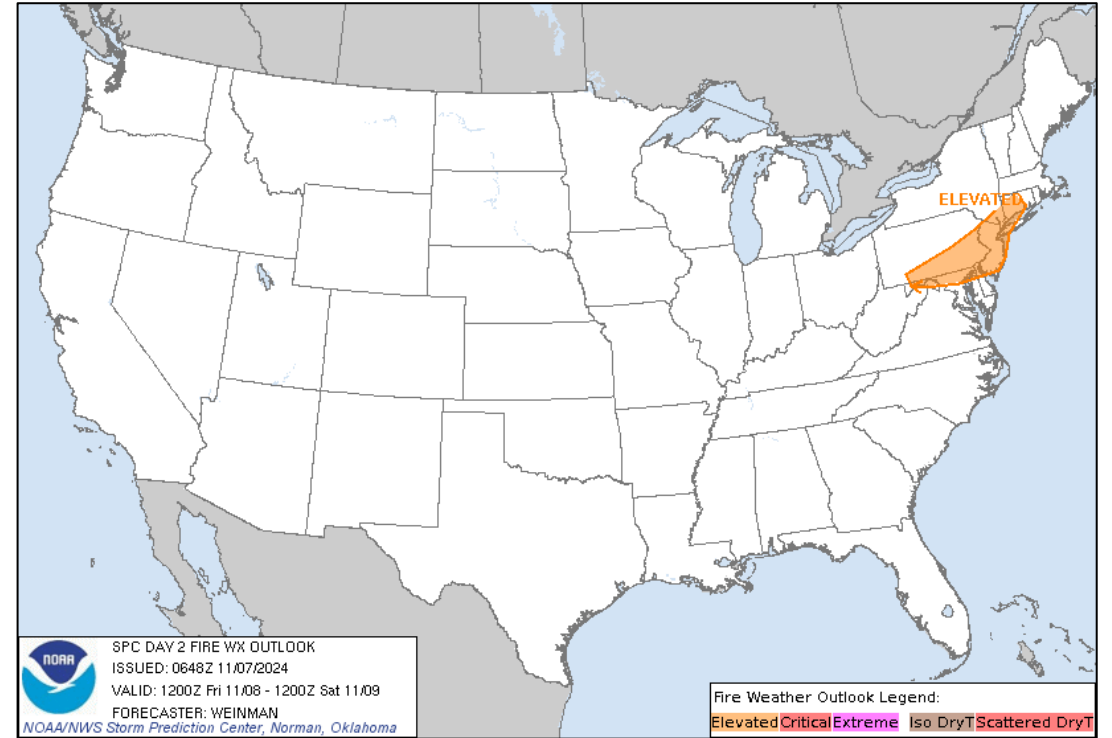 ELEVATED
NOAA
SPC DAY 2 FIRE WX OUTLOOK
ISSUED: 0648Z 11/07/2024
VALID: 1200Z Fri 11/08 - 1200Z Sat 11/09
FORECASTER: WEINMAN
NOAA/NWS Storm Prediction Center, Norman, Oklahoma
Fire Weather Outlook Legend:
Elevated Critical Extreme Iso DryT Scattered DryT